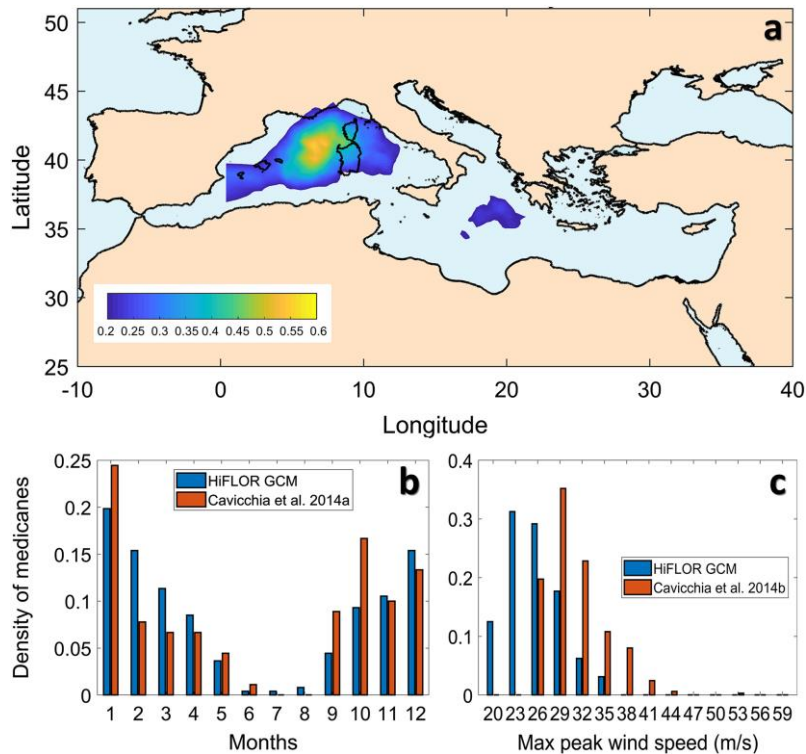 a
50
45
40
35
30
25
Latitude
0.2 0.25 0.3 0.35 0.4 0.45 0.5 0.55 0.6
-10 0 10 20 30 40
Longitude
b
HiFLOR GCM
Cavicchia et al. 2014a
0.25
0.2
0.15
0.1
0.05
0
Density of medicanes
1 2 3 4 5 6 7 8 9 10 11 12
Months
c
HiFLOR GCM
Cavicchia et al. 2014b
0.4
0.3
0.2
0.1
0
20 23 26 29 32 35 38 41 44 47 50 53 56 59
Max peak wind speed (m/s)